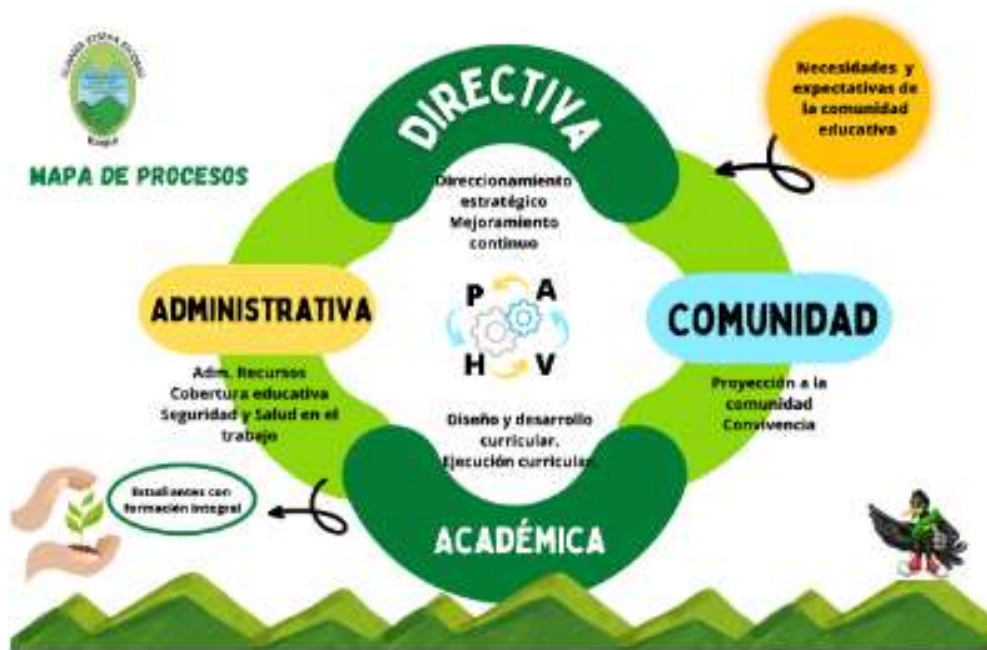 MAPA DE PROCESOS
DIRECTIVA
Necesidades y
expectativas de
la comunidad
educativa
Direccionamiento
estratégico
Mejoramiento
continuo
ADMINISTRATIVA
P A
H V
COMUNIDAD
Adm. Recursos
Cobertura educativa
Seguridad y Salud en el
trabajo
Diseño y desarrollo
curricular.
Ejecución curricular.
Proyección a la
comunidad
Convivencia
Estudiantes con
formación integral
ACADÉMICA